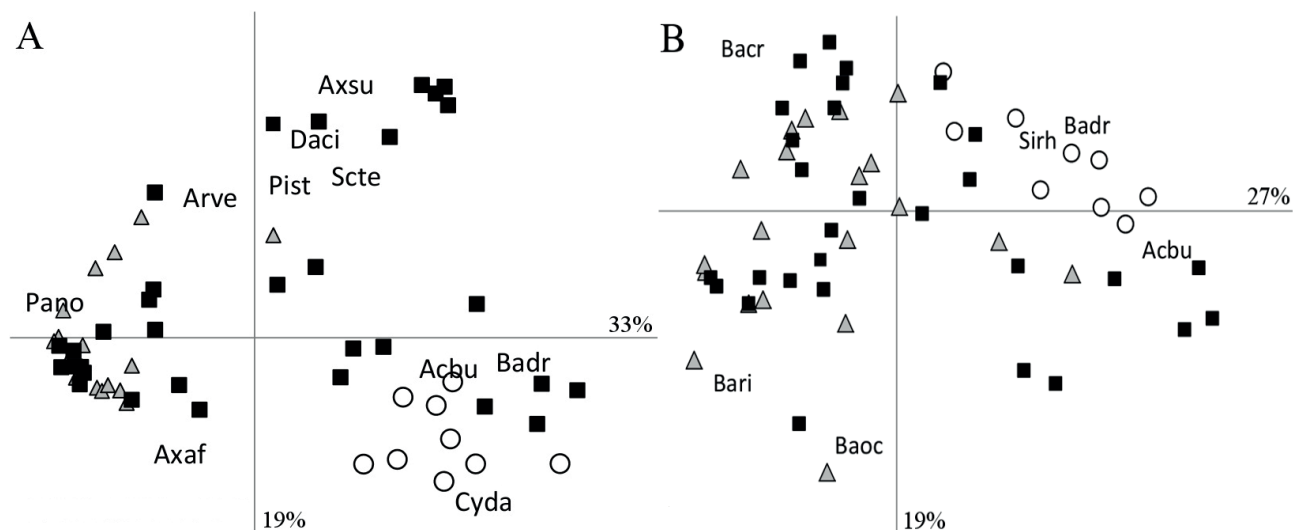 A
Axsu
Daci
Pist
Scte
Arve
Pano
33%
Acbu
Badr
Axaf
Cyda
19%
B
Bacr
Sirh
Badr
27%
Acbu
Bari
Baoc
19%